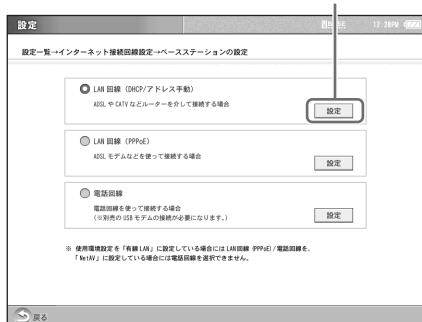 設定
12:28PM
設定一覧→インターネット接続回線設定→ベースステーションの設定
LAN 回線 (DHCP/アドレス手動)
ADSL や CATV などルーターを介して接続する場合
設定
LAN 回線 (PPPoE)
ADSL モデムなどを使って接続する場合
設定
電話回線
電話回線を使って接続する場合
(※別売の USB モデムの接続が必要になります。)
設定
※ 使用環境設定を「有線 LAN」に設定している場合には LAN回線 (PPPoE)/電話回線を、
「NetAV」に設定している場合には電話回線を選択できません。
戻る